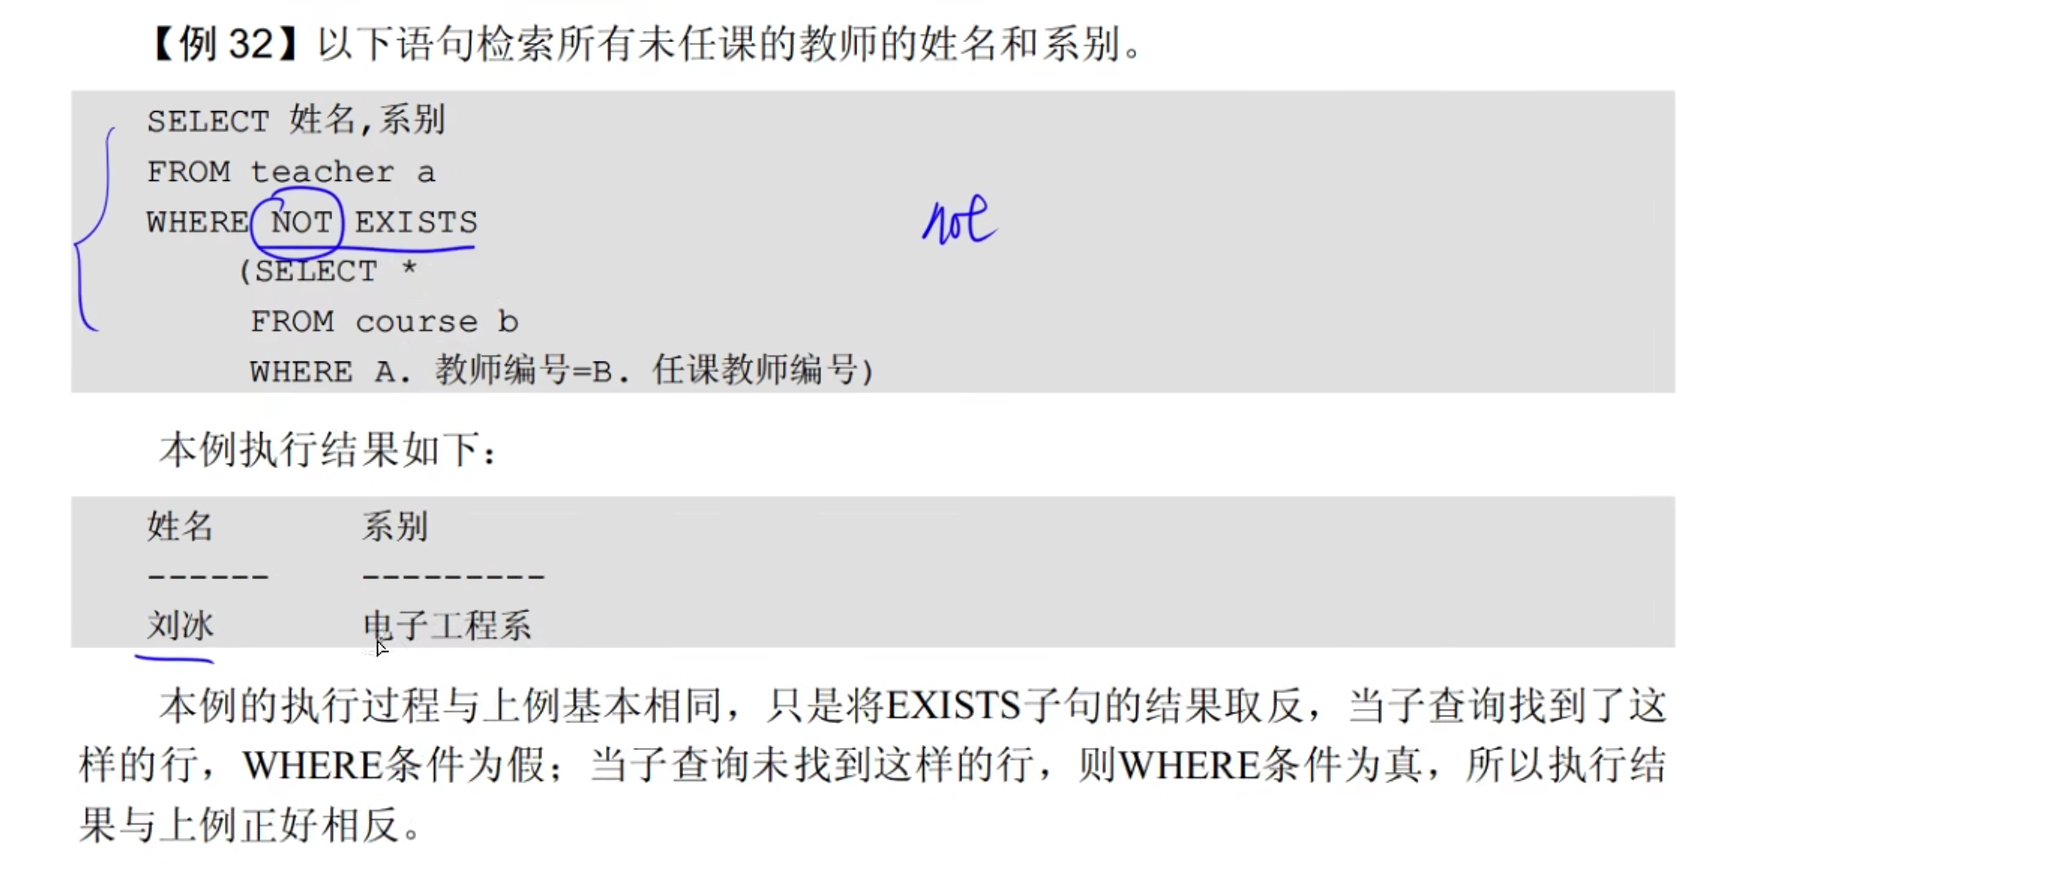 【例 32】以下语句检索所有未任课的教师的姓名和系别。
SELECT 姓名,系别
FROM teacher a
WHERE NOT EXISTS
not
(SELECT *
FROM course b
WHERE A. 教师编号=B. 任课教师编号)
本例执行结果如下：
姓名 系别
------ ---------
刘冰 电子工程系
本例的执行过程与上例基本相同，只是将EXISTS子句的结果取反，当子查询找到了这
样的行，WHERE条件为假；当子查询未找到这样的行，则WHERE条件为真，所以执行结
果与上例正好相反。